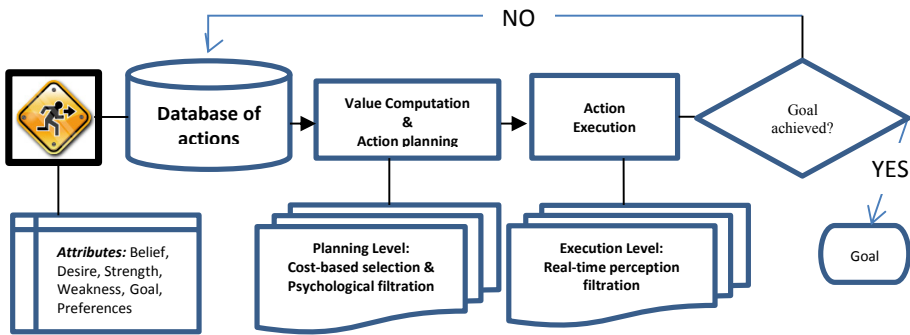 NO
Database of
actions
Value Computation
&
Action planning
Action
Execution
Goal
achieved?
YES
Attributes: Belief,
Desire, Strength,
Weakness, Goal,
Preferences
Planning Level:
Cost-based selection &
Psychological filtration
Execution Level:
Real-time perception
filtration
Goal